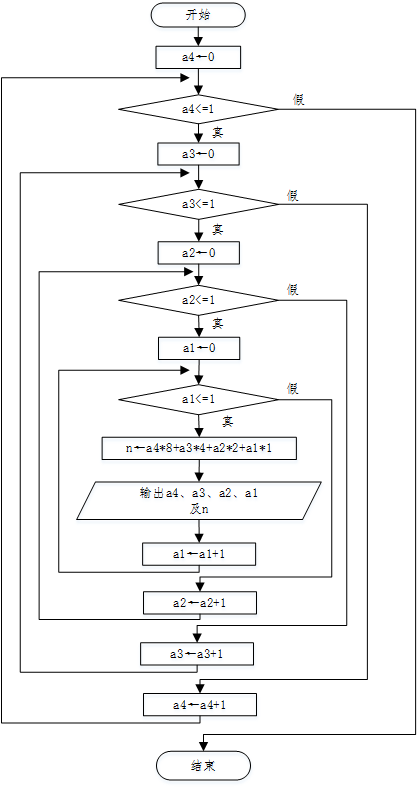 开始
a4←0
a4<=1
假
真
a3←0
a3<=1
假
真
a2←0
a2<=1
假
真
a1←0
a1<=1
假
真
n←a4*8+a3*4+a2*2+a1*1
输出a4、a3、a2、a1
及n
a1←a1+1
a2←a2+1
a3←a3+1
a4←a4+1
结束